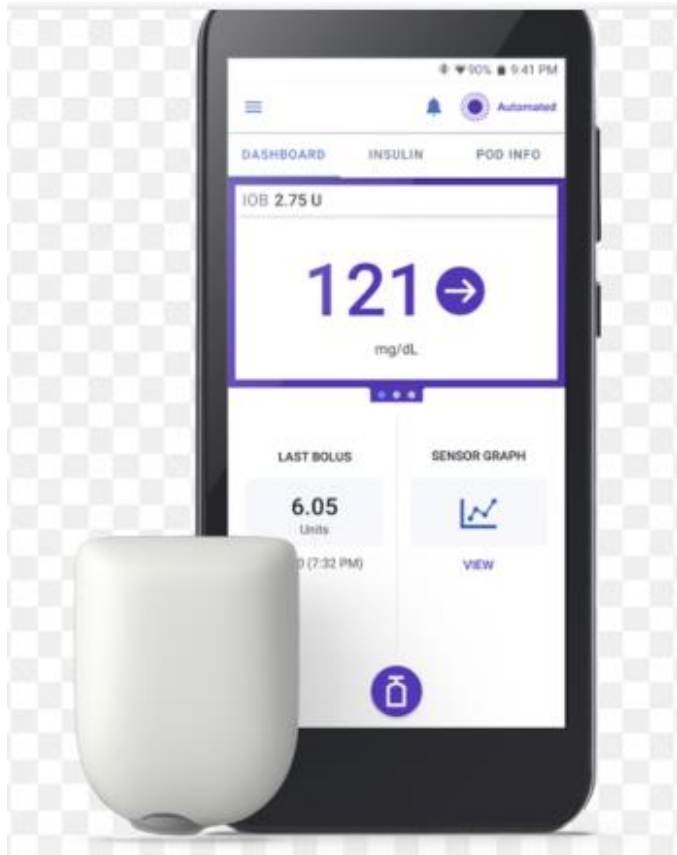 90% 9:41 PM
Automated
DASHBOARD INSULIN POD INFO
IOB 2.75 U
121
mg/dL
LAST BOLUS SENSOR GRAPH
6.05
Units
(7:32 PM) VIEW